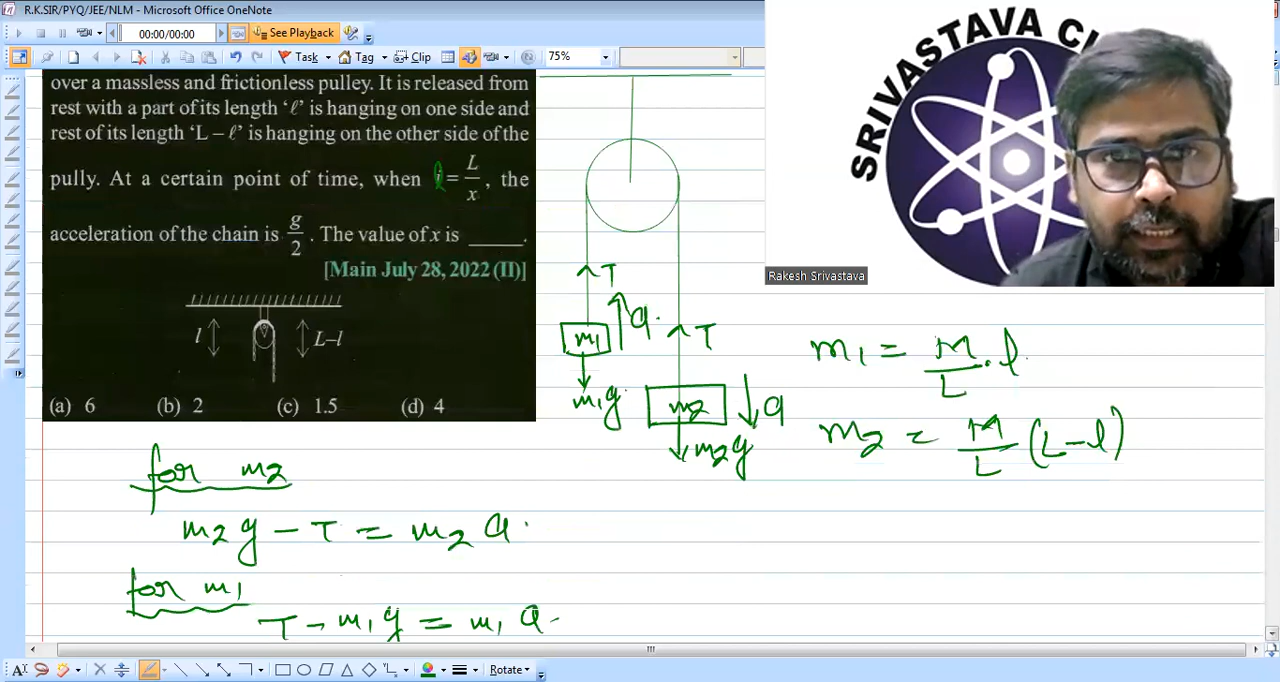 R.K.SIR/PYQ/JEE/NLM - Microsoft Office OneNote
00:00/00:00 See Playback
Task Tag Clip 75%
over a massless and frictionless pulley. It is released from
rest with a part of its length ‘ℓ’ is hanging on one side and
rest of its length ‘L – ℓ’ is hanging on the other side of the
pully. At a certain point of time, when l = L/x, the
acceleration of the chain is g/2. The value of x is _____.
[Main July 28, 2022 (II)]
l L–l
(a) 6 (b) 2 (c) 1.5 (d) 4
T
a
m1
m1g
T
m2
a
m2g
m1 = M/L . l
m2 = M/L (L-l)
for m2
m2g - T = m2 a
for m1
T - m1g = m1 a
SRIVASTAVA
Rakesh Srivastava
Rotate